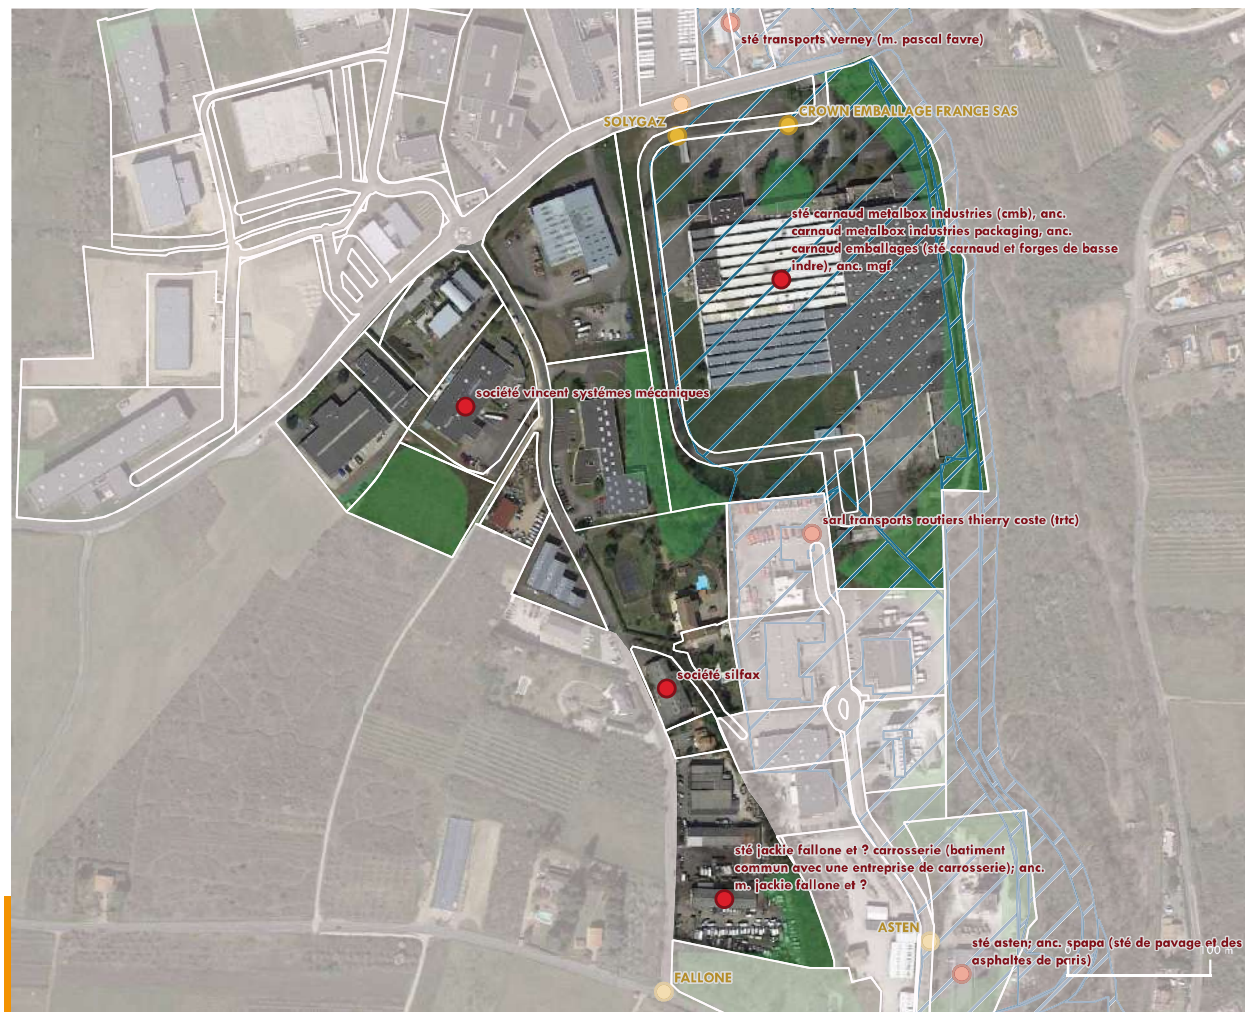 sté transports verney (m. pascal favre)
CROWN EMBALLAGE FRANCE SAS
SOLYGAZ
sté carnaud metalbox industries (cmb), anc.
carnaud metalbox industries packaging, anc.
carnaud emballages (sté carnaud et forges de basse
indre); anc. mgf
société vincent systémes mécaniques
sarl transports routiers thierry coste (trtc)
société silfax
sté jackie fallone et ? carrosserie (batiment
commun avec une entreprise de carrosserie); anc.
m. jackie fallone et ?
ASTEN
sté asten; anc. spapa (sté de pavage et des
asphaltes de paris)
FALLONE